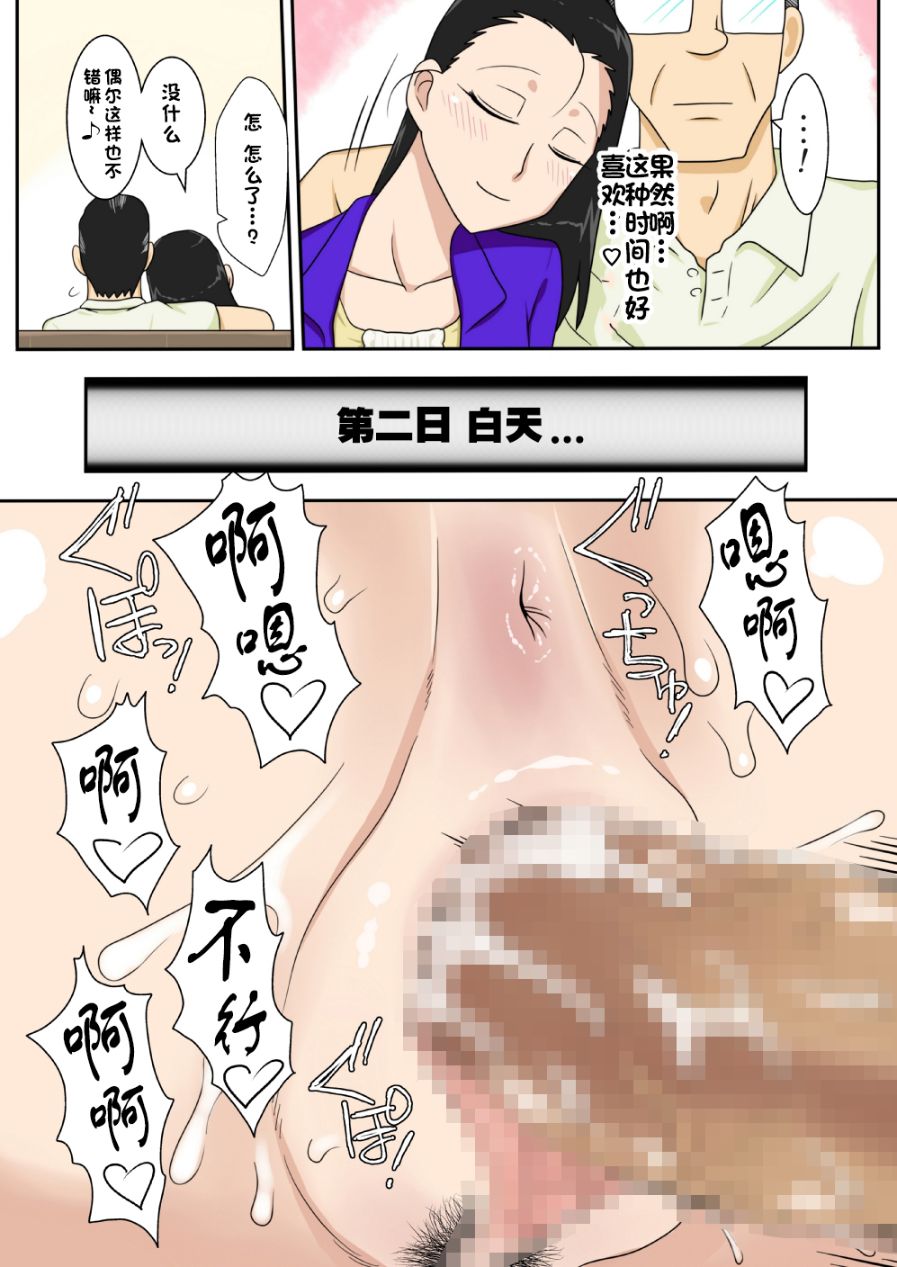 …！
果然啊…
这种时间也好
喜欢…♡
怎 怎么了…？
没什么
偶尔这样也不
错嘛~♪
第二日 白天…
嗯啊♡
ぐっちゅ！
啊嗯♡
ぐぽっ！
啊♡
不行♡
啊啊♡
ぐぽ！